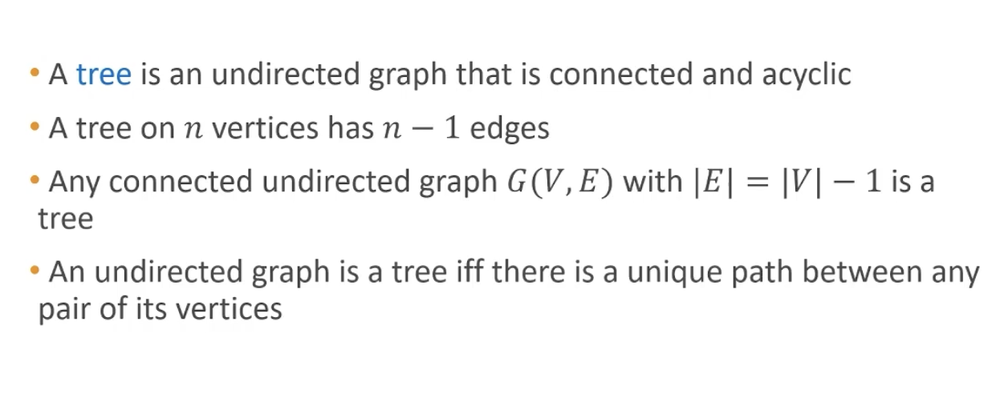 • A tree is an undirected graph that is connected and acyclic
• A tree on n vertices has n − 1 edges
• Any connected undirected graph G(V, E) with |E| = |V| − 1 is a
tree
• An undirected graph is a tree iff there is a unique path between any
pair of its vertices